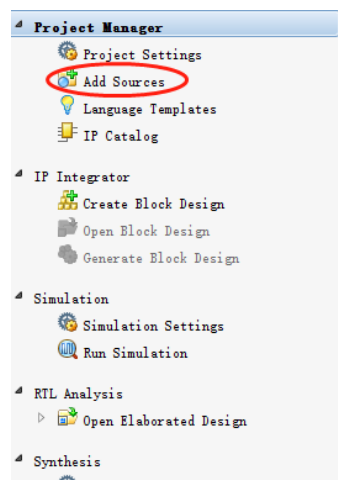 Project Manager
Project Settings
Add Sources
Language Templates
IP Catalog
IP Integrator
Create Block Design
Open Block Design
Generate Block Design
Simulation
Simulation Settings
Run Simulation
RTL Analysis
Open Elaborated Design
Synthesis